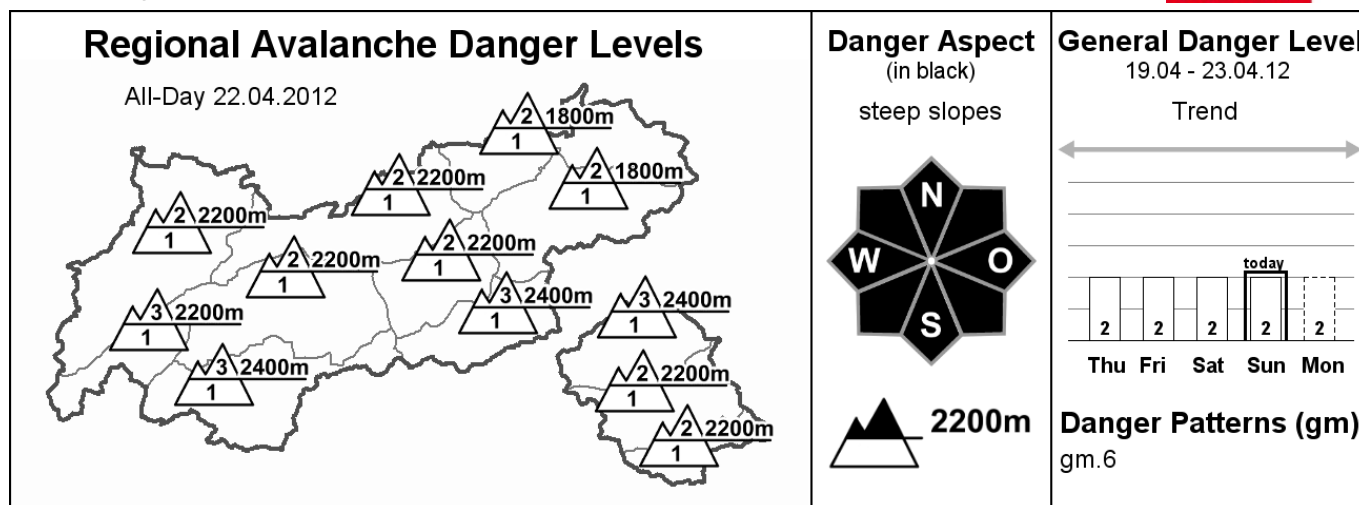 Regional Avalanche Danger Levels
All-Day 22.04.2012
2 1800m
1
2 1800m
1
2 2200m
1
2 2200m
1
2 2200m
1
2 2200m
1
3 2400m
1
3 2400m
1
3 2200m
1
3 2400m
1
2 2200m
1
2 2200m
1
Danger Aspect
(in black)
steep slopes
N
W O
S
2200m
General Danger Level
19.04 - 23.04.12
Trend
today
2 2 2 2 2
Thu Fri Sat Sun Mon
Danger Patterns (gm)
gm.6